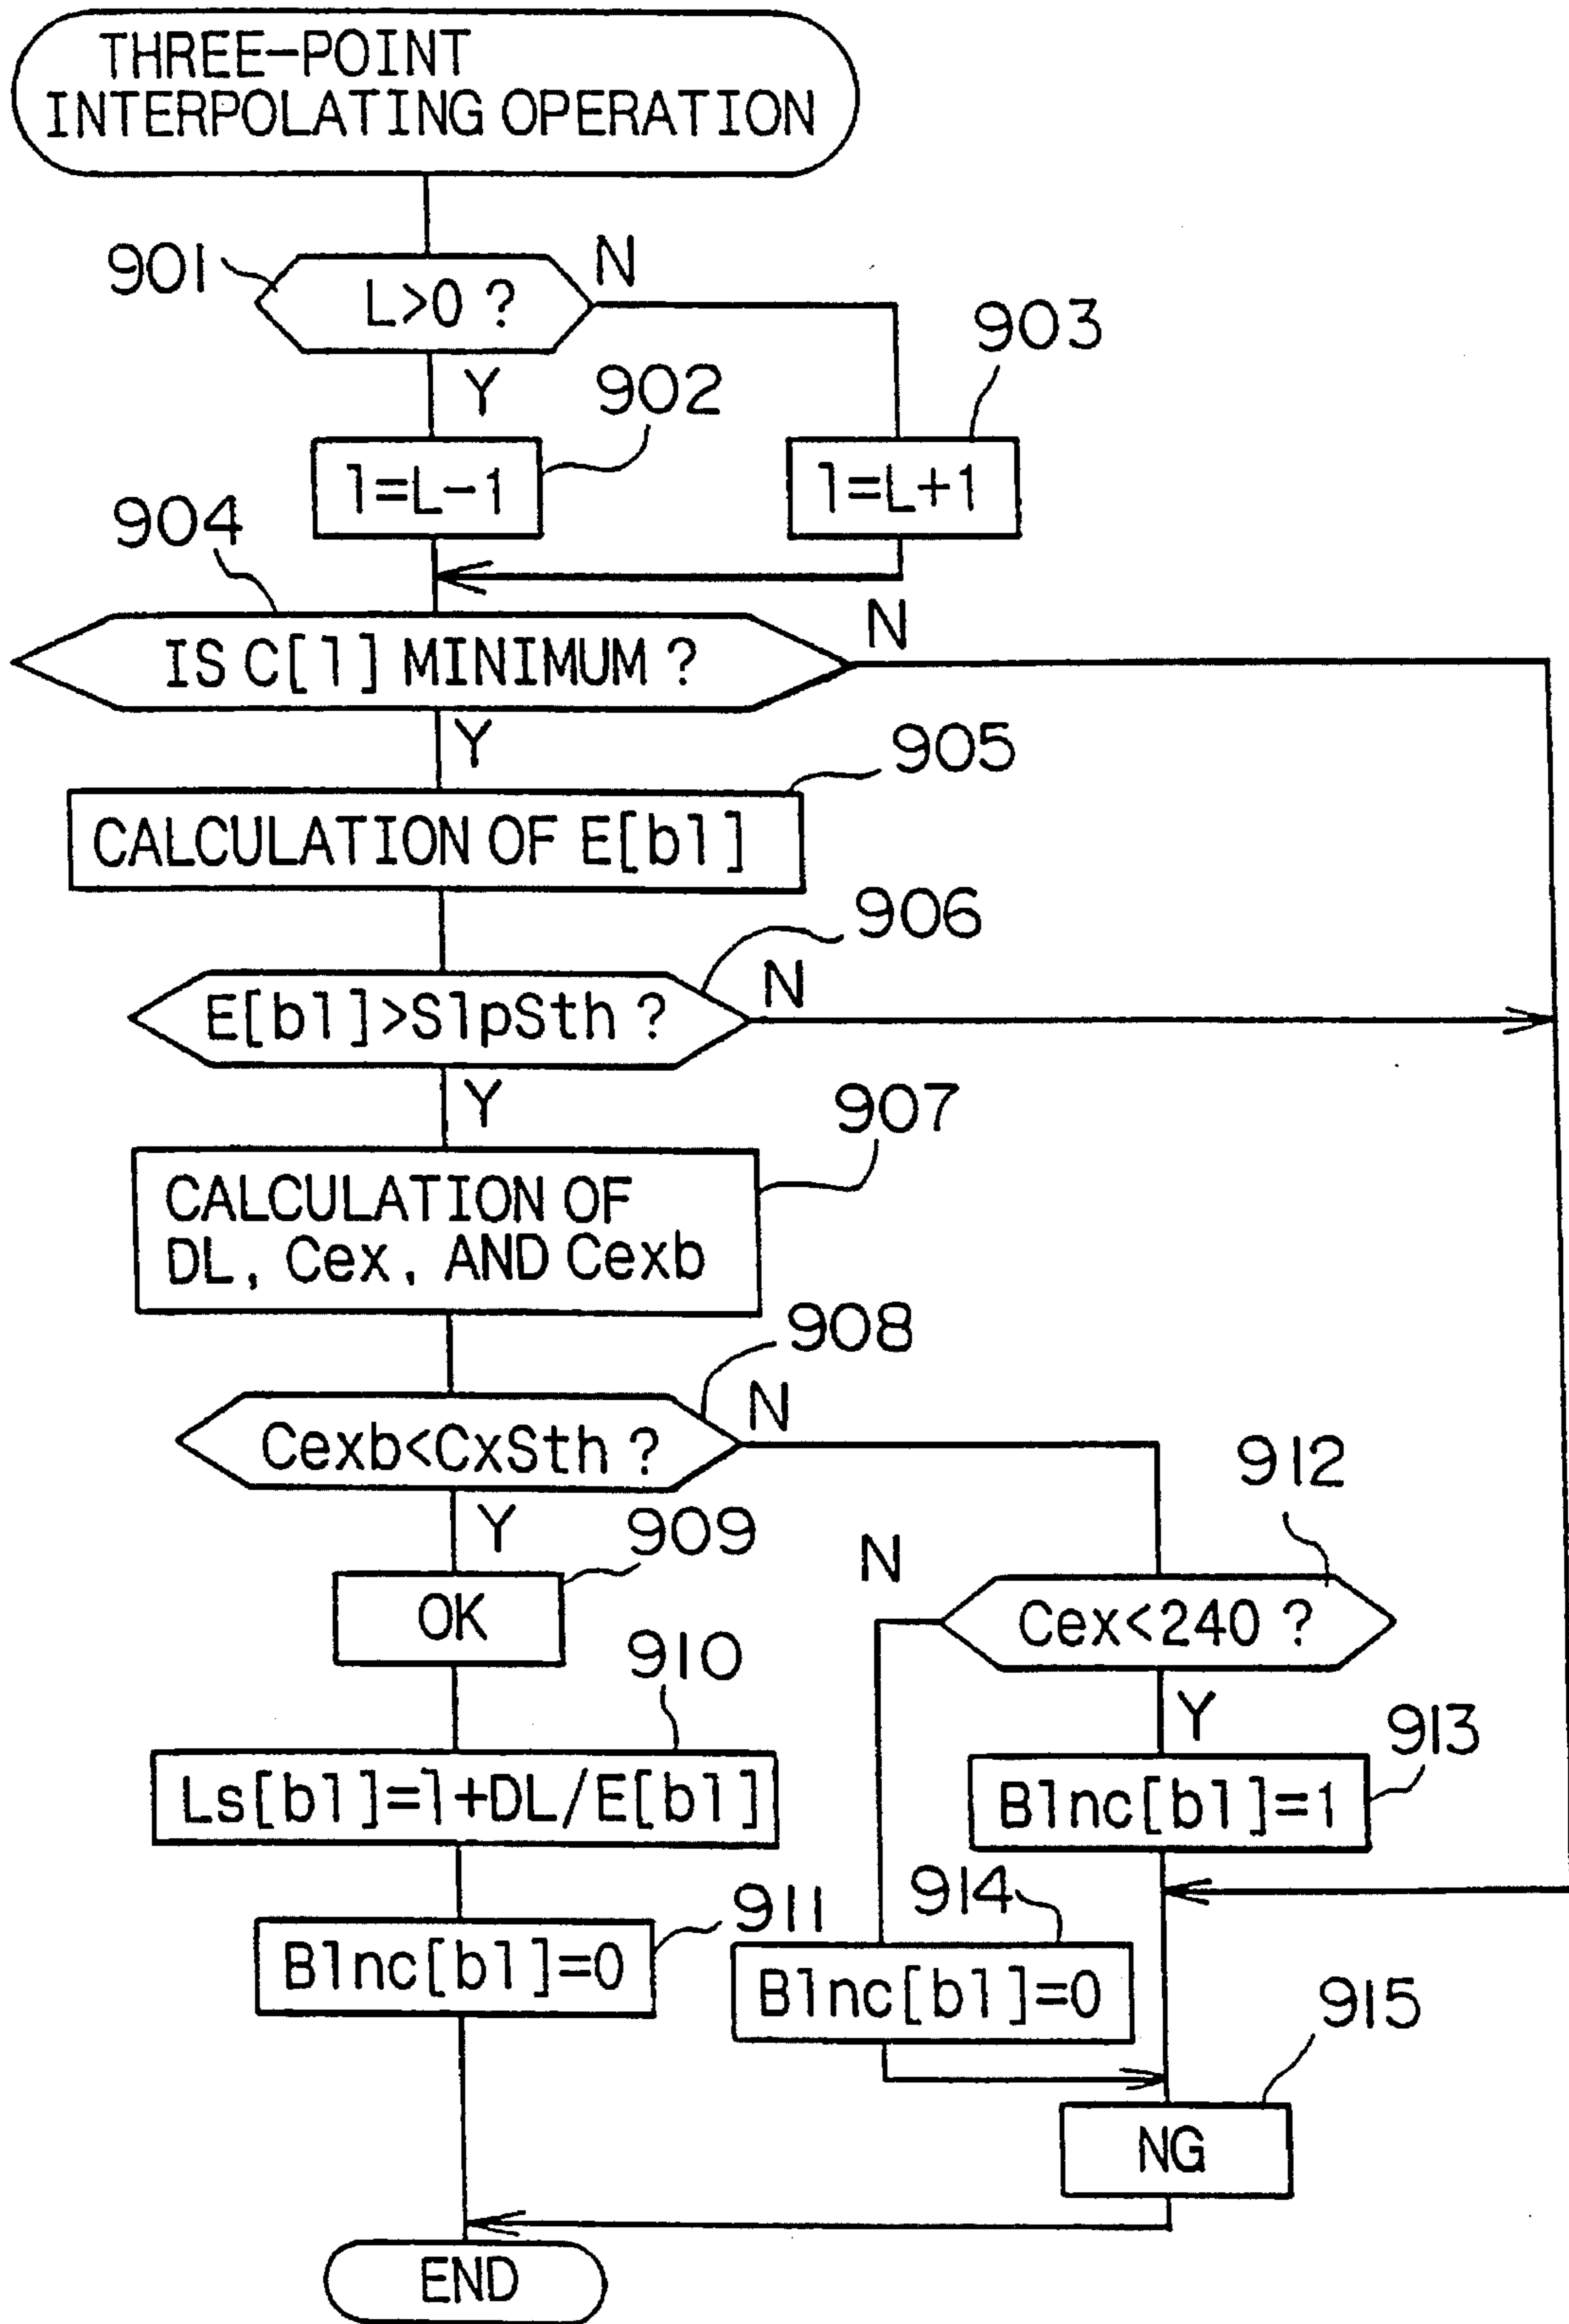 THREE-POINT
INTERPOLATING OPERATION
901
L>0 ?
N
Y
902
903
l=L-1
l=L+1
904
IS C[l] MINIMUM ?
N
Y
905
CALCULATION OF E[bl]
906
E[bl]>SlpSth ?
N
Y
907
CALCULATION OF
DL, Cex, AND Cexb
908
Cexb<CxSth ?
N
Y
909
OK
912
N
Cex<240 ?
Y
910
Ls[bl]=l+DL/E[bl]
913
Blnc[bl]=1
911
Blnc[bl]=0
914
Blnc[bl]=0
915
NG
END